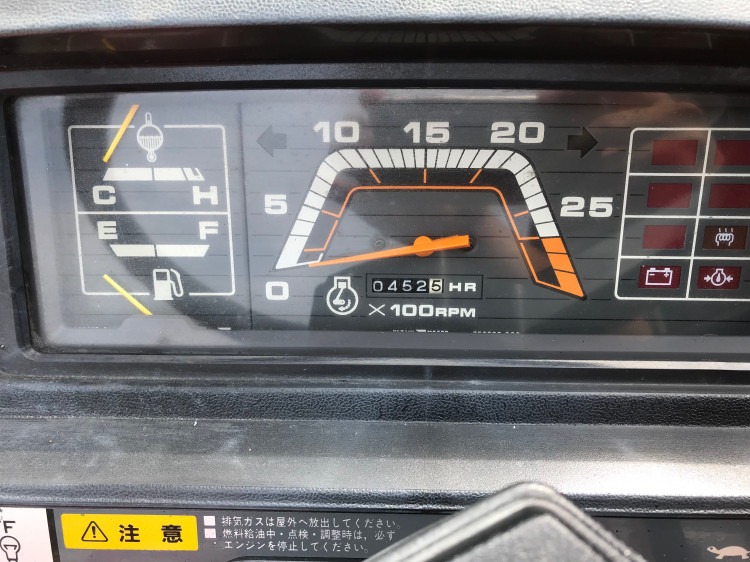 10 15 20
C H
5 25
E F
0
04525 HR
×100RPM
F
注意
排気ガスは屋外へ放出してください。
燃料給油中・点検・調整時は、必ず
エンジンを停止してください。